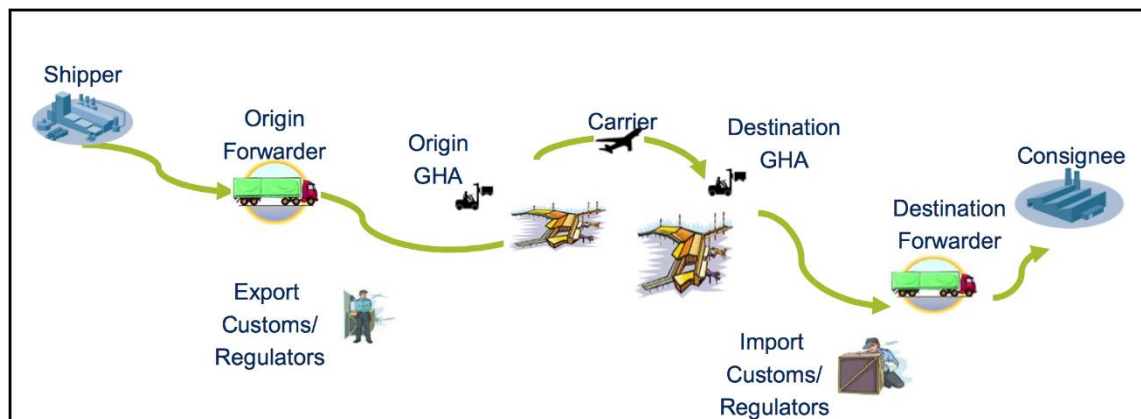 Shipper
Origin
Forwarder
Origin
GHA
Carrier
Destination
GHA
Consignee
Destination
Forwarder
Export
Customs/
Regulators
Import
Customs/
Regulators